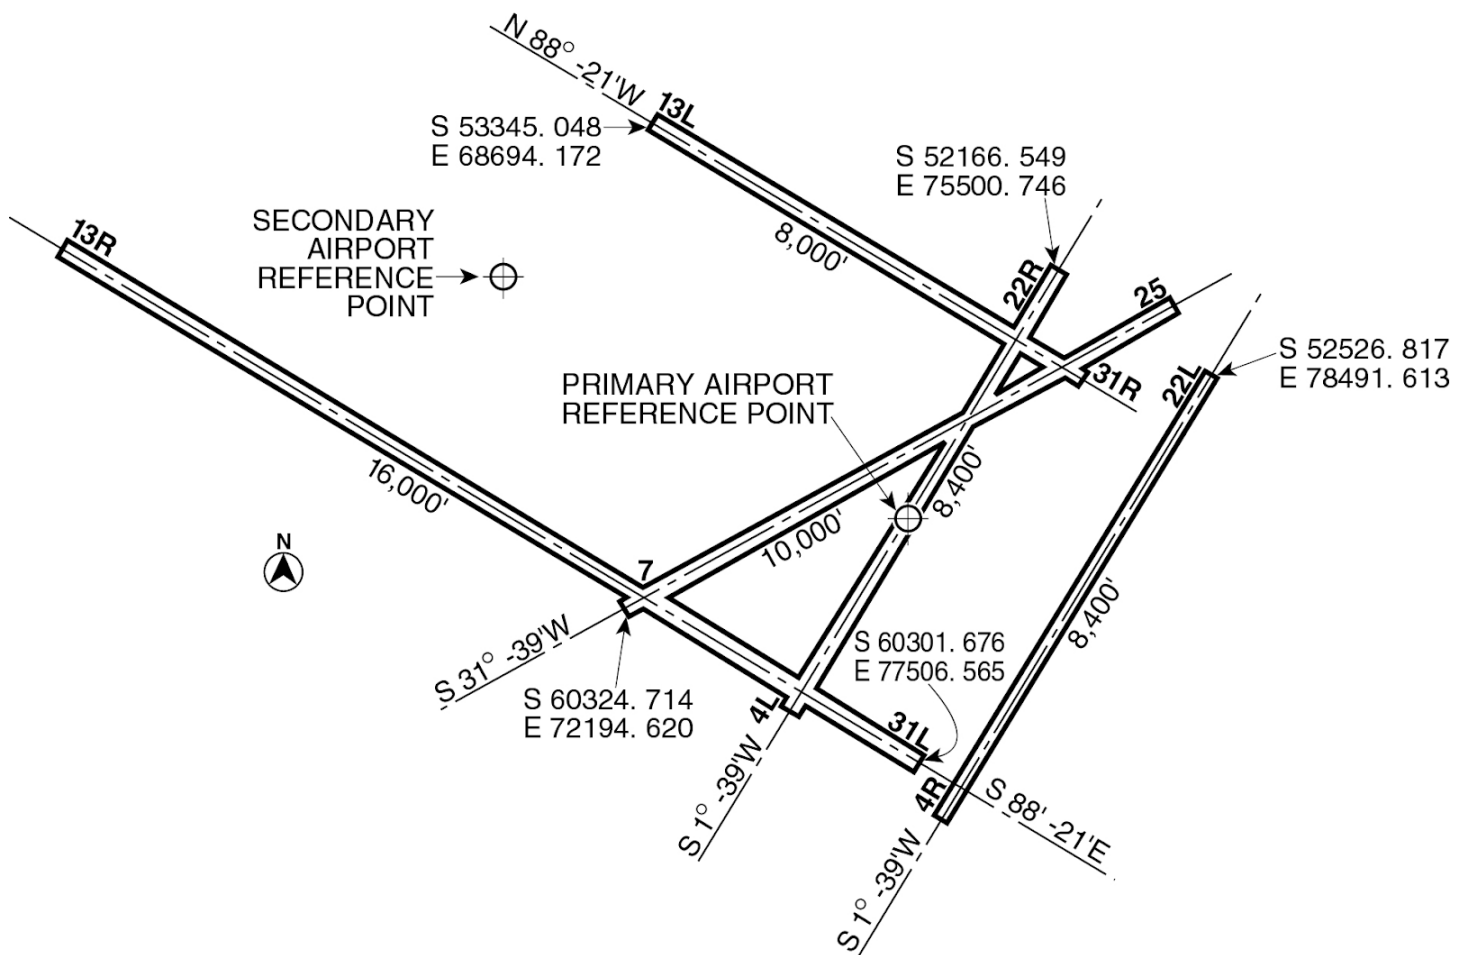 N 88° -21'W
13L
S 53345. 048
E 68694. 172
S 52166. 549
E 75500. 746
13R
SECONDARY
AIRPORT
REFERENCE
POINT
8,000'
22R
25
S 52526. 817
E 78491. 613
31R
22L
PRIMARY AIRPORT
REFERENCE POINT
16,000'
8,400'
10,000'
N
7
8,400'
S 31° -39'W
S 60301. 676
E 77506. 565
S 60324. 714
E 72194. 620
4L
31L
4R
S 88' -21'E
S 1° -39'W
S 1° -39'W